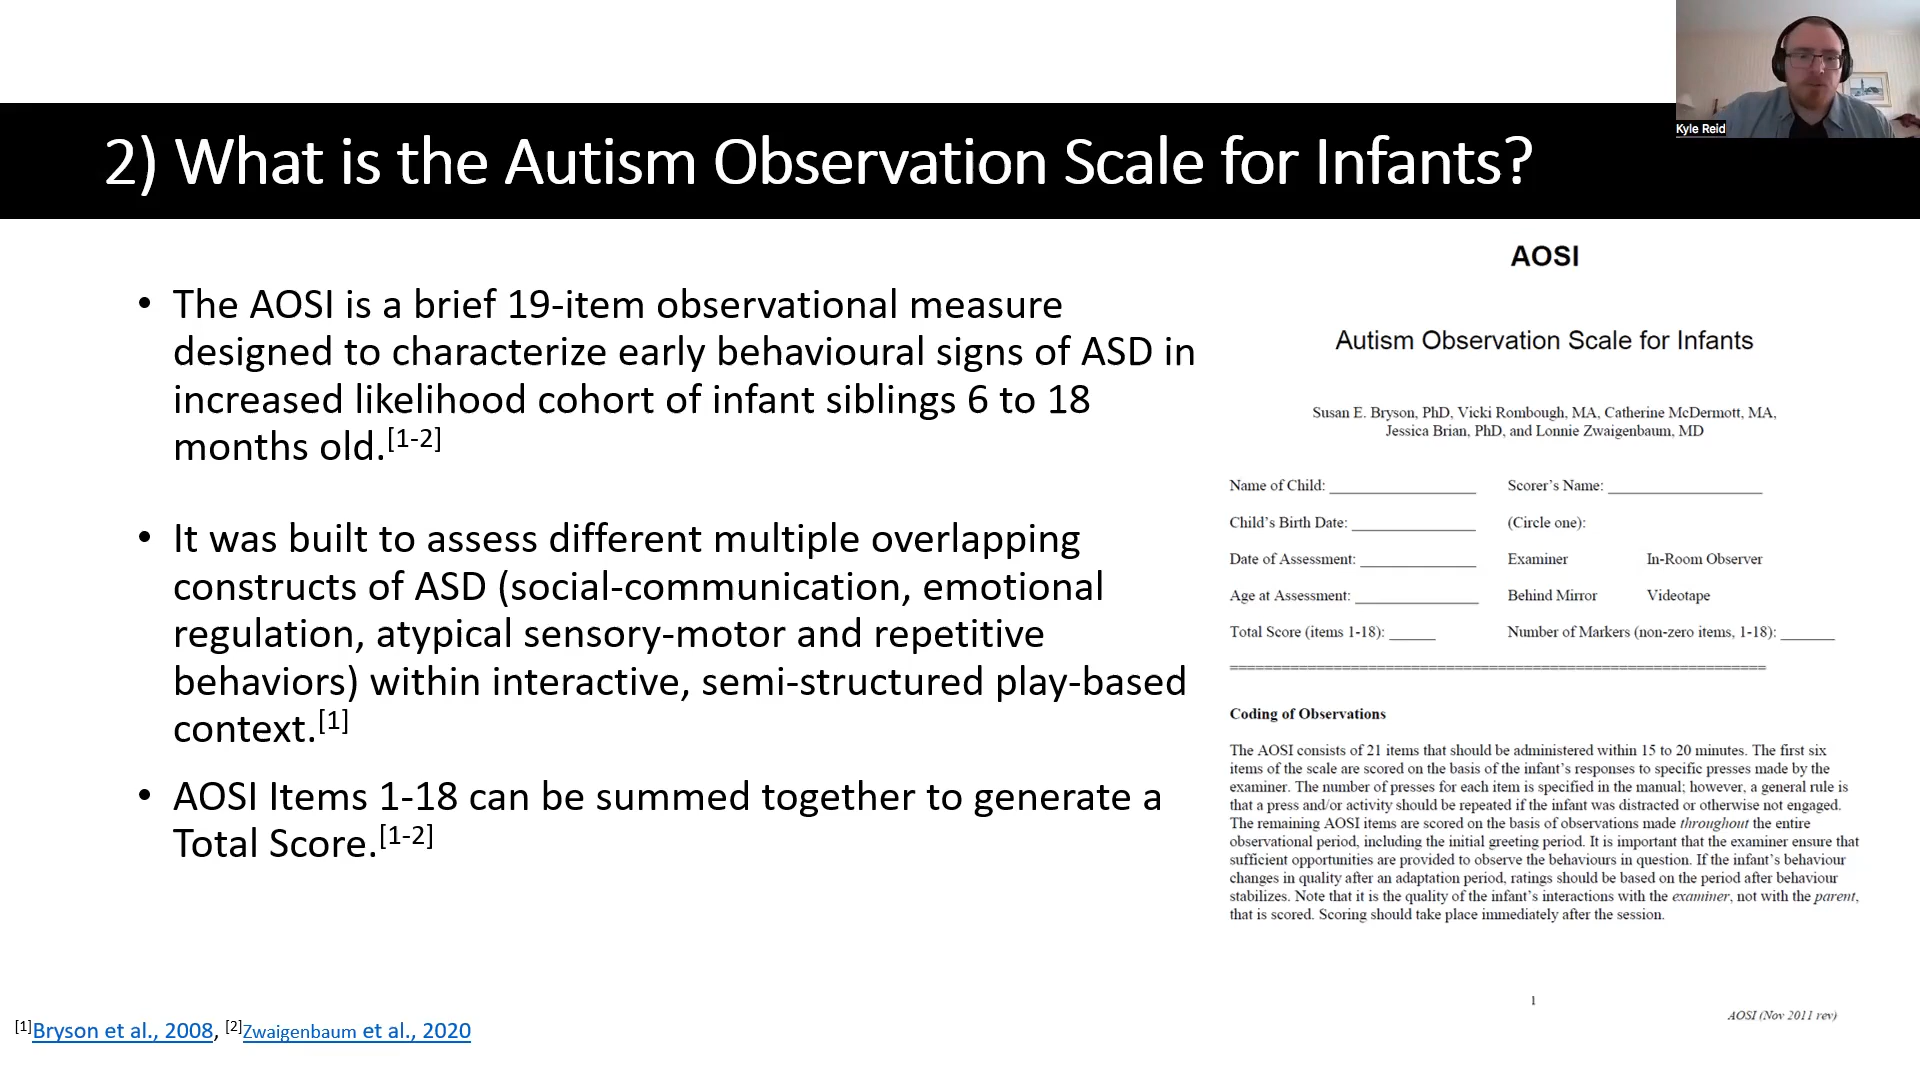 Kyle Reid
2) What is the Autism Observation Scale for Infants?
• The AOSI is a brief 19-item observational measure
designed to characterize early behavioural signs of ASD in
increased likelihood cohort of infant siblings 6 to 18
months old.[1-2]
• It was built to assess different multiple overlapping
constructs of ASD (social-communication, emotional
regulation, atypical sensory-motor and repetitive
behaviors) within interactive, semi-structured play-based
context.[1]
• AOSI Items 1-18 can be summed together to generate a
Total Score.[1-2]
AOSI
Autism Observation Scale for Infants
Susan E. Bryson, PhD, Vicki Rombough, MA, Catherine McDermott, MA,
Jessica Brian, PhD, and Lonnie Zwaigenbaum, MD
Name of Child: ____________________ Scorer's Name: ____________________
Child's Birth Date: ________________ (Circle one):
Date of Assessment: _______________ Examiner In-Room Observer
Age at Assessment: ________________ Behind Mirror Videotape
Total Score (items 1-18): ______ Number of Markers (non-zero items, 1-18): _______
==================================================================
Coding of Observations
The AOSI consists of 21 items that should be administered within 15 to 20 minutes. The first six
items of the scale are scored on the basis of the infant's responses to specific presses made by the
examiner. The number of presses for each item is specified in the manual; however, a general rule is
that a press and/or activity should be repeated if the infant was distracted or otherwise not engaged.
The remaining AOSI items are scored on the basis of observations made throughout the entire
observational period, including the initial greeting period. It is important that the examiner ensure that
sufficient opportunities are provided to observe the behaviours in question. If the infant's behaviour
changes in quality after an adaptation period, ratings should be based on the period after behaviour
stabilizes. Note that it is the quality of the infant's interactions with the examiner, not with the parent,
that is scored. Scoring should take place immediately after the session.
1
AOSI (Nov 2011 rev)
[1]Bryson et al., 2008, [2]Zwaigenbaum et al., 2020